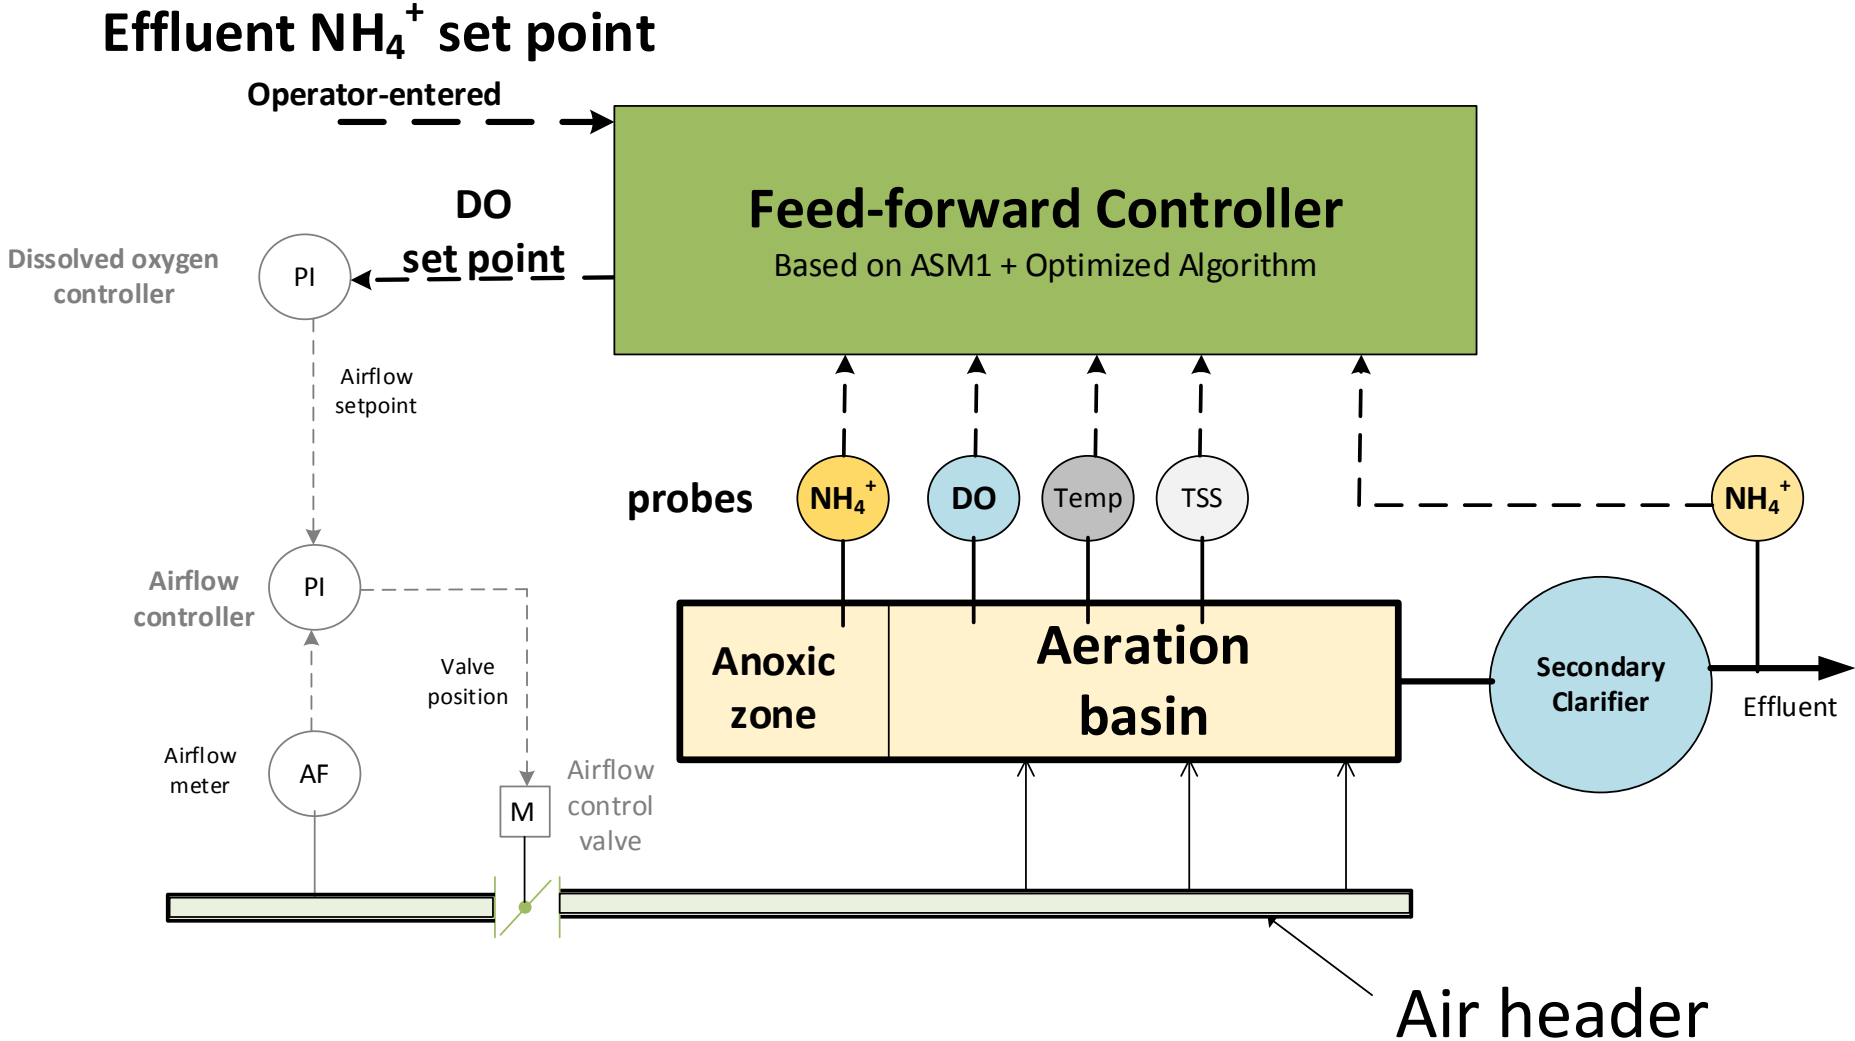 Effluent NH₄⁺ set point
Operator-entered
Feed-forward Controller
Based on ASM1 + Optimized Algorithm
DO
set point
Dissolved oxygen
controller
PI
Airflow
setpoint
probes
NH₄⁺
DO
Temp
TSS
NH₄⁺
Airflow
controller
PI
Valve
position
Anoxic
zone
Aeration
basin
Secondary
Clarifier
Effluent
Airflow
meter
AF
M
Airflow
control
valve
Air header